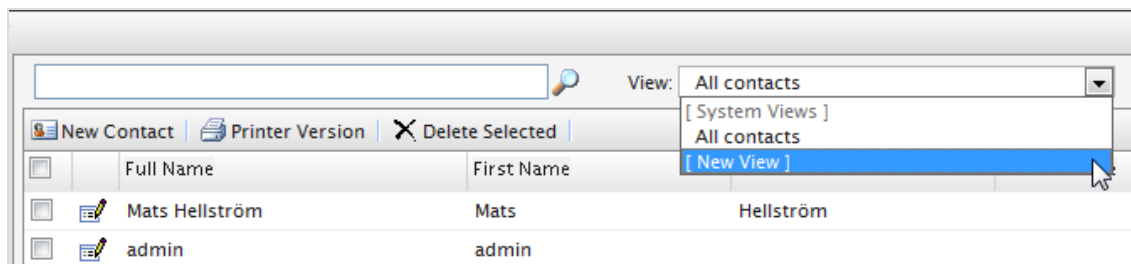 View: All contacts
[ System Views ]
All contacts
[ New View ]
New Contact Printer Version Delete Selected
Full Name First Name
Mats Hellström Mats Hellström
admin admin